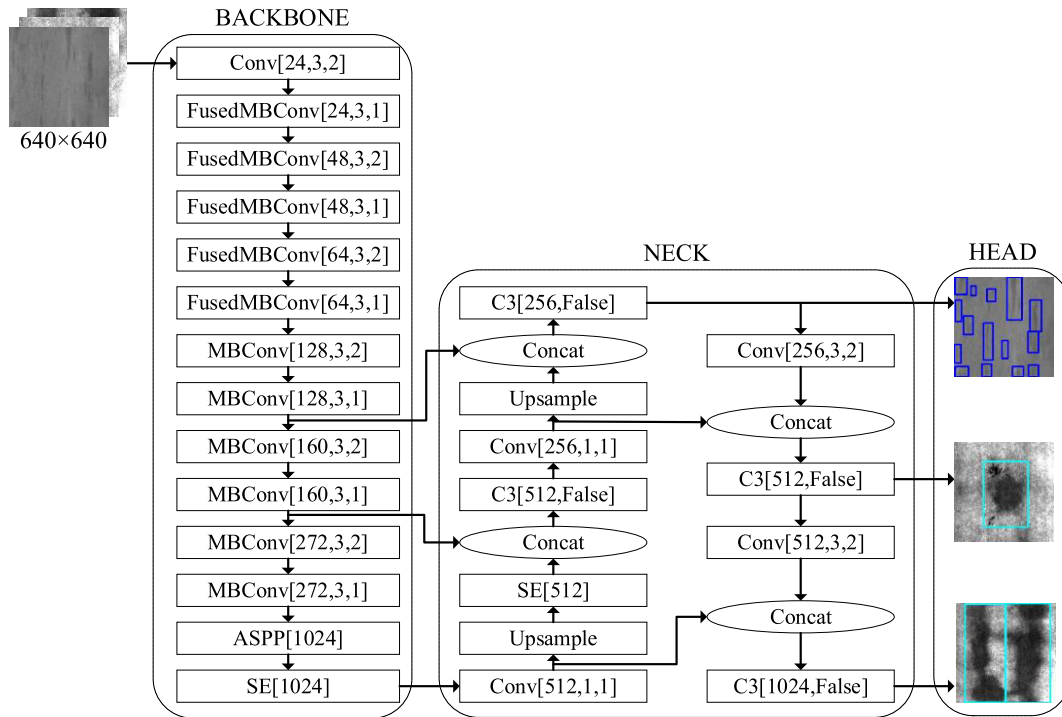 BACKBONE
640×640
Conv[24,3,2]
FusedMBConv[24,3,1]
FusedMBConv[48,3,2]
FusedMBConv[48,3,1]
FusedMBConv[64,3,2]
FusedMBConv[64,3,1]
MBConv[128,3,2]
MBConv[128,3,1]
MBConv[160,3,2]
MBConv[160,3,1]
MBConv[272,3,2]
MBConv[272,3,1]
ASPP[1024]
SE[1024]
NECK
C3[256,False]
Concat
Upsample
Conv[256,1,1]
C3[512,False]
Concat
SE[512]
Upsample
Conv[512,1,1]
Conv[256,3,2]
Concat
C3[512,False]
Conv[512,3,2]
Concat
C3[1024,False]
HEAD